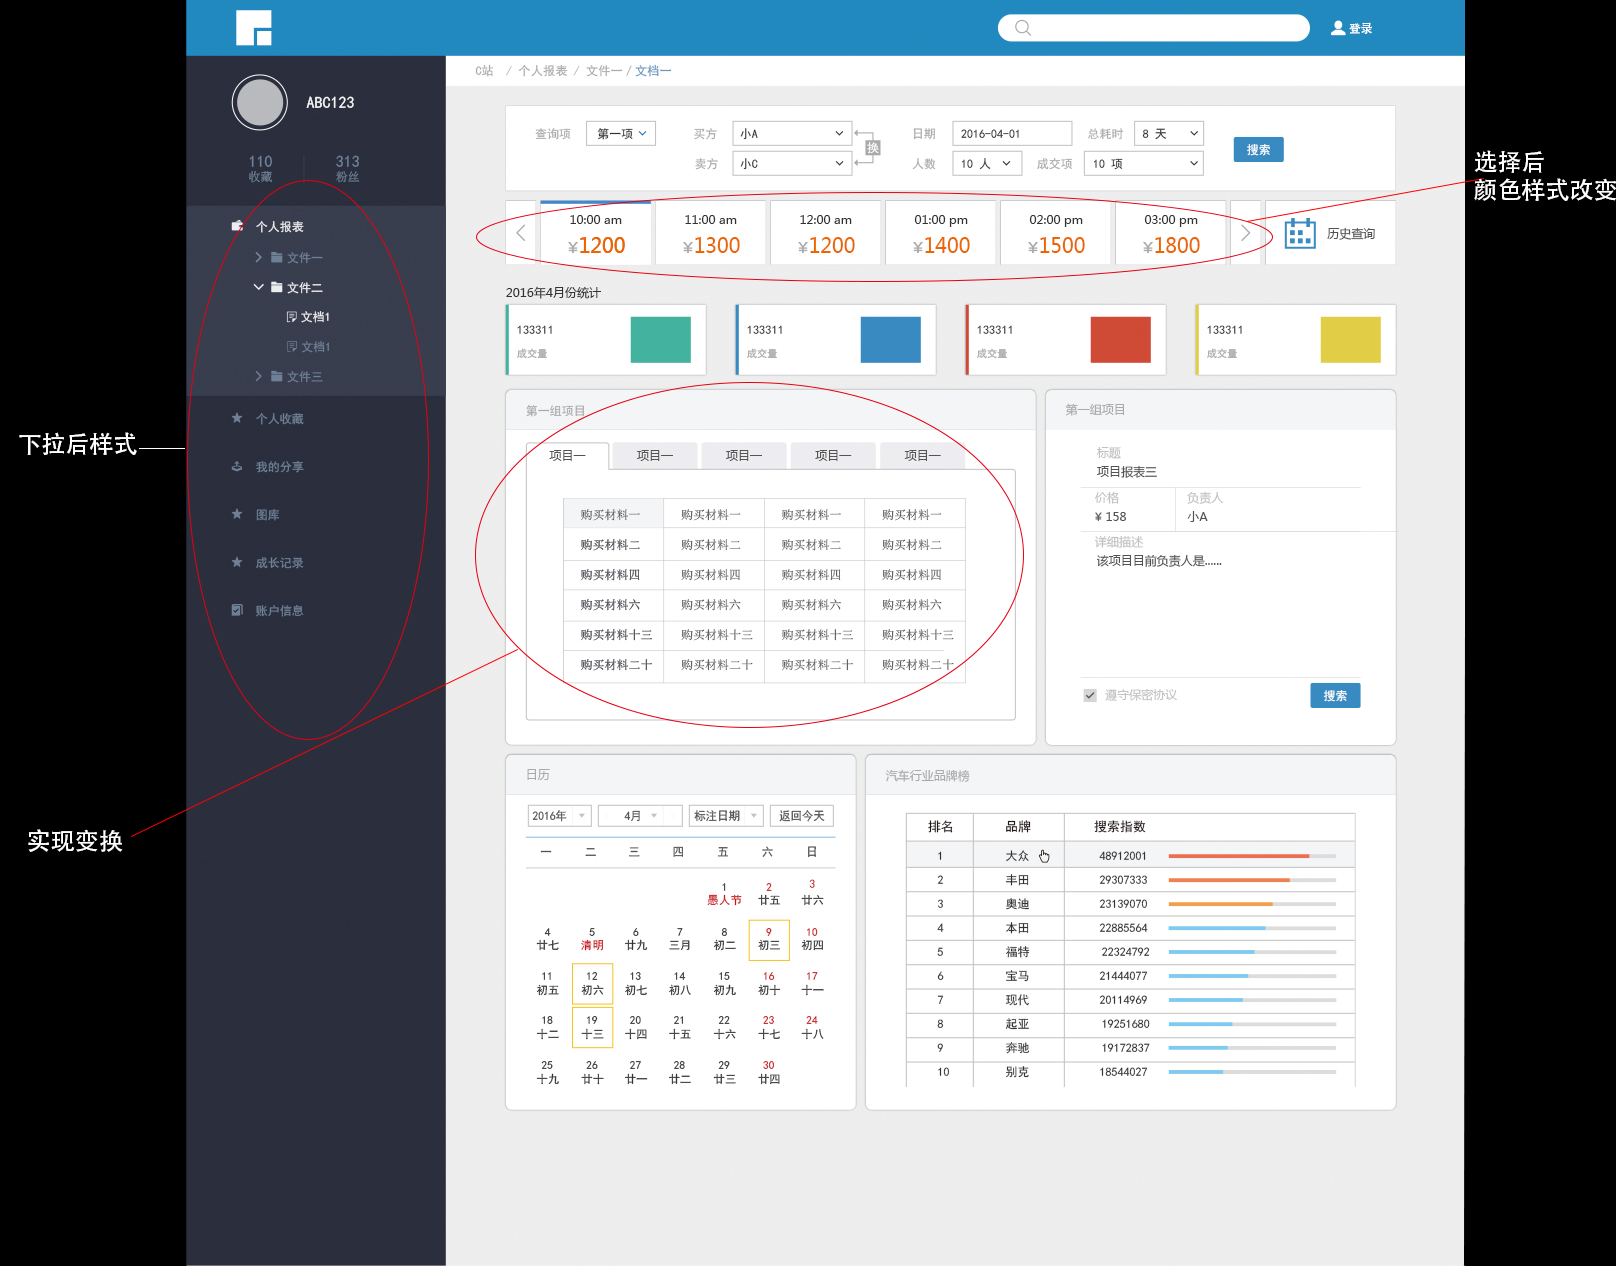 登录
C站 / 个人报表 / 文件一 / 文档一
ABC123
110 313
收藏 粉丝
个人报表
文件一
文件二
文档1
文档1
文件三
个人收藏
我的分享
图库
成长记录
账户信息
下拉后样式
实现变换
选择后
颜色样式改变
查询项 第一项 买方 小A 换 日期 2016-04-01 总耗时 8 天 搜索
卖方 小C 人数 10 人 成交项 10 项
10:00 am 11:00 am 12:00 am 01:00 pm 02:00 pm 03:00 pm
¥1200 ¥1300 ¥1200 ¥1400 ¥1500 ¥1800
历史查询
2016年4月份统计
133311 133311 133311 133311
成交量 成交量 成交量 成交量
第一组项目
项目一 项目一 项目一 项目一 项目一
购买材料一 购买材料一 购买材料一 购买材料一
购买材料二 购买材料二 购买材料二 购买材料二
购买材料四 购买材料四 购买材料四 购买材料四
购买材料六 购买材料六 购买材料六 购买材料六
购买材料十三 购买材料十三 购买材料十三 购买材料十三
购买材料二十 购买材料二十 购买材料二十 购买材料二十
第一组项目
标题
项目报表三
价格 负责人
¥ 158 小A
详细描述
该项目目前负责人是......
遵守保密协议 搜索
日历
2016年 4月 标注日期 返回今天
一 二 三 四 五 六 日
1 2 3
愚人节 廿五 廿六
4 5 6 7 8 9 10
廿七 清明 廿九 三月 初二 初三 初四
11 12 13 14 15 16 17
初五 初六 初七 初八 初九 初十 十一
18 19 20 21 22 23 24
十二 十三 十四 十五 十六 十七 十八
25 26 27 28 29 30
十九 廿十 廿一 廿二 廿三 廿四
汽车行业品牌榜
排名 品牌 搜索指数
1 大众 48912001
2 丰田 29307333
3 奥迪 23139070
4 本田 22885564
5 福特 22324792
6 宝马 21444077
7 现代 20114969
8 起亚 19251680
9 奔驰 19172837
10 别克 18544027